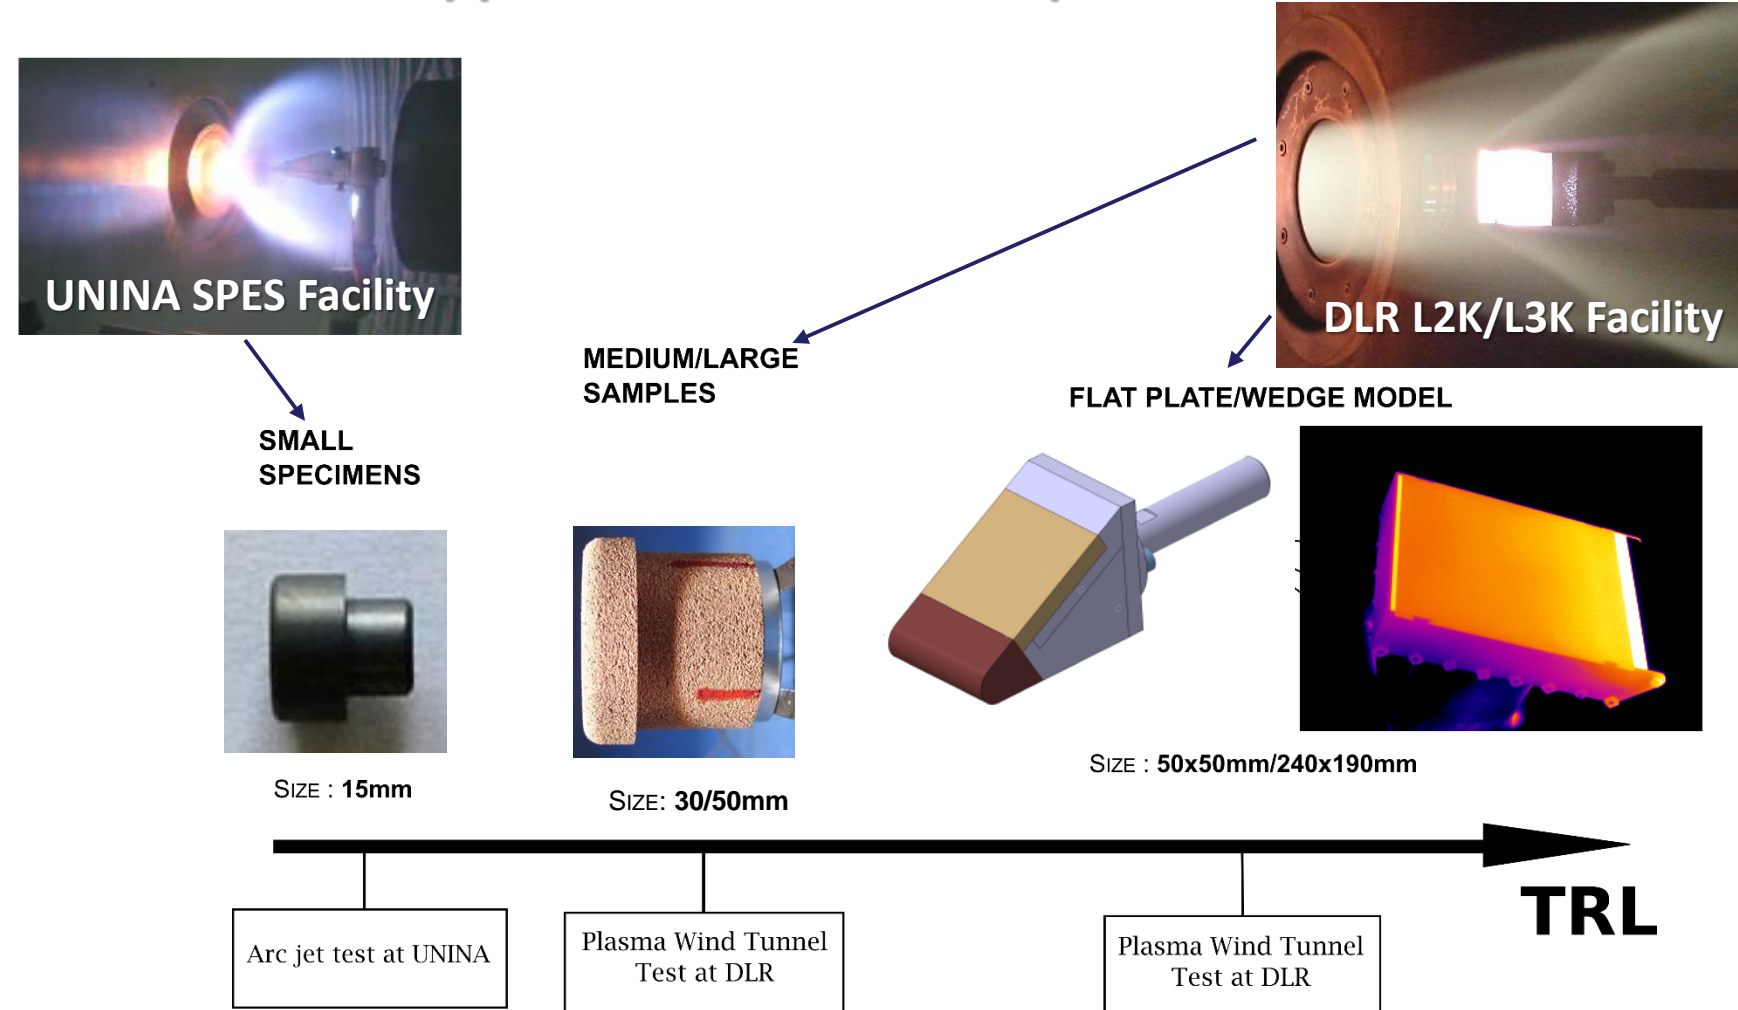 UNINA SPES Facility
DLR L2K/L3K Facility
MEDIUM/LARGE
SAMPLES
FLAT PLATE/WEDGE MODEL
SMALL
SPECIMENS
SIZE : 15mm
SIZE: 30/50mm
SIZE : 50x50mm/240x190mm
TRL
Arc jet test at UNINA
Plasma Wind Tunnel
Test at DLR
Plasma Wind Tunnel
Test at DLR